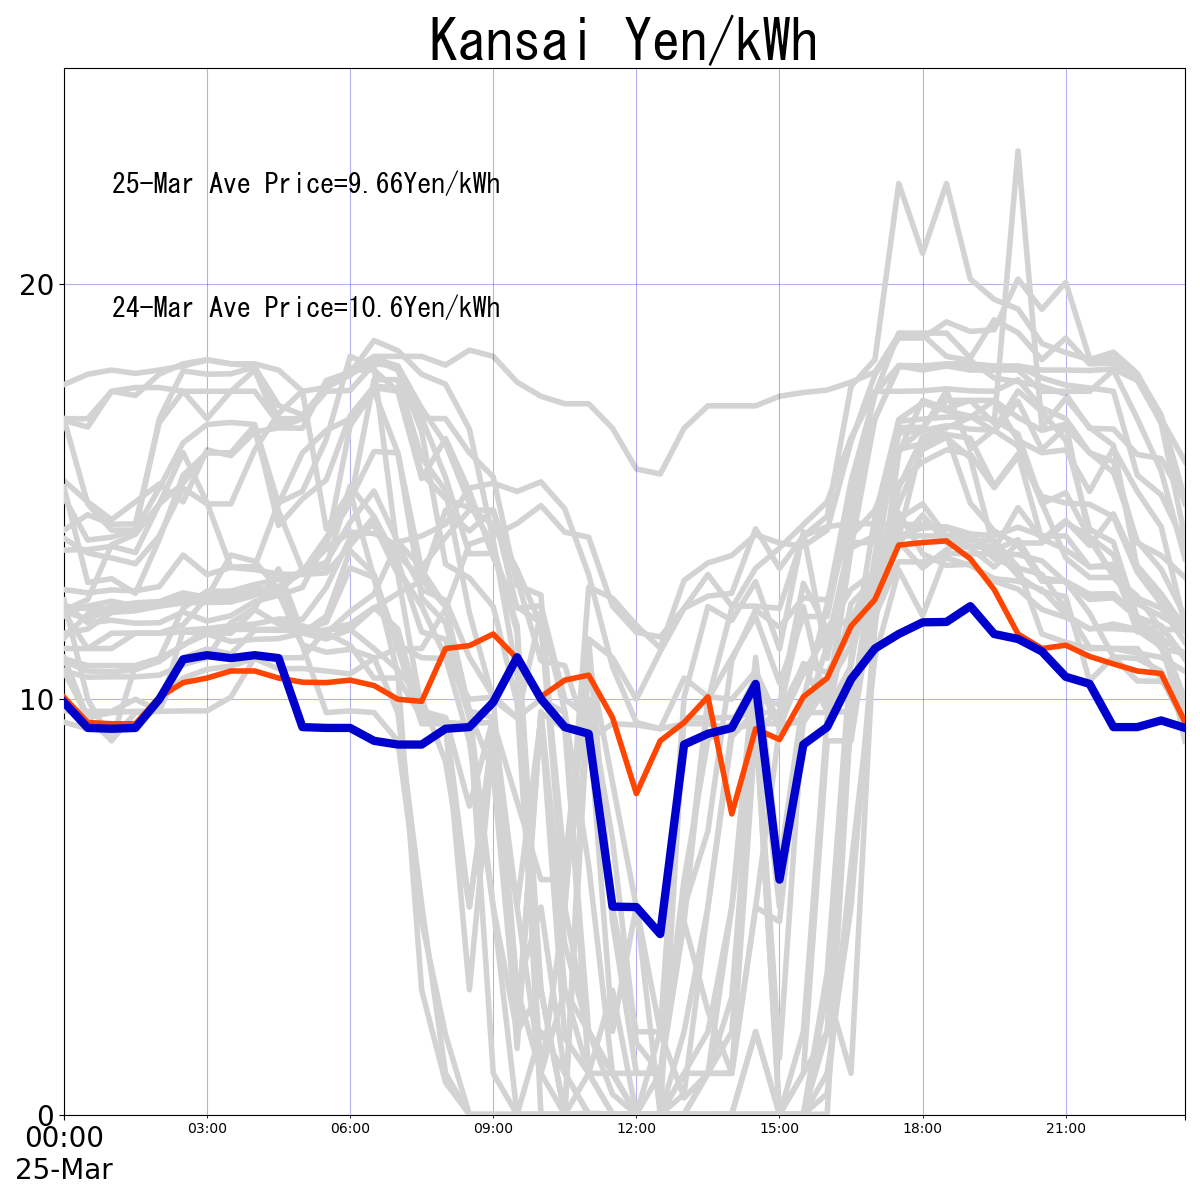 Kansai Yen/kWh
25-Mar Ave Price=9.66Yen/kWh
24-Mar Ave Price=10.6Yen/kWh
20
10
0
00:00 03:00 06:00 09:00 12:00 15:00 18:00 21:00
25-Mar